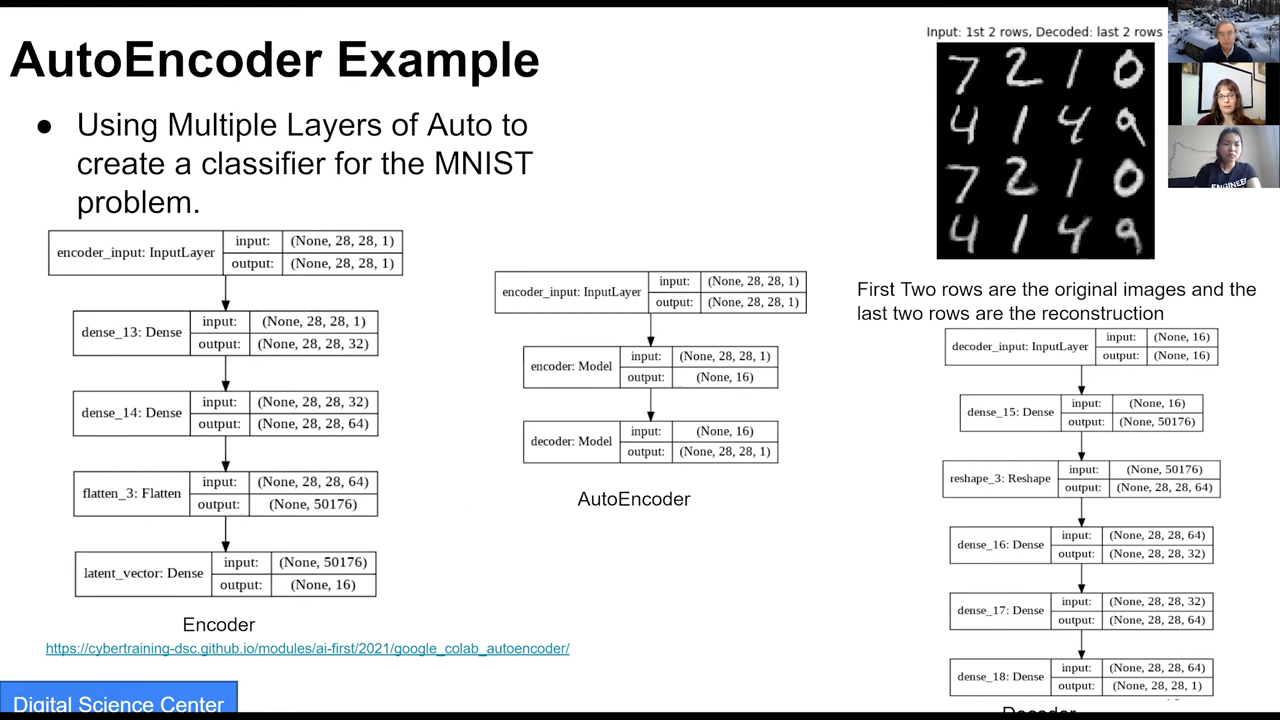 AutoEncoder Example
● Using Multiple Layers of Auto to
create a classifier for the MNIST
problem.
encoder_input: InputLayer
input: (None, 28, 28, 1)
output: (None, 28, 28, 1)
dense_13: Dense
input: (None, 28, 28, 1)
output: (None, 28, 28, 32)
dense_14: Dense
input: (None, 28, 28, 32)
output: (None, 28, 28, 64)
flatten_3: Flatten
input: (None, 28, 28, 64)
output: (None, 50176)
latent_vector: Dense
input: (None, 50176)
output: (None, 16)
Encoder
https://cybertraining-dsc.github.io/modules/ai-first/2021/google_colab_autoencoder/
Digital Science Center
encoder_input: InputLayer
input: (None, 28, 28, 1)
output: (None, 28, 28, 1)
encoder: Model
input: (None, 28, 28, 1)
output: (None, 16)
decoder: Model
input: (None, 16)
output: (None, 28, 28, 1)
AutoEncoder
Input: 1st 2 rows, Decoded: last 2 rows
7 2 1 0
4 1 4 9
7 2 1 0
4 1 4 9
First Two rows are the original images and the
last two rows are the reconstruction
decoder_input: InputLayer
input: (None, 16)
output: (None, 16)
dense_15: Dense
input: (None, 16)
output: (None, 50176)
reshape_3: Reshape
input: (None, 50176)
output: (None, 28, 28, 64)
dense_16: Dense
input: (None, 28, 28, 64)
output: (None, 28, 28, 32)
dense_17: Dense
input: (None, 28, 28, 32)
output: (None, 28, 28, 64)
dense_18: Dense
input: (None, 28, 28, 64)
output: (None, 28, 28, 1)
Decoder